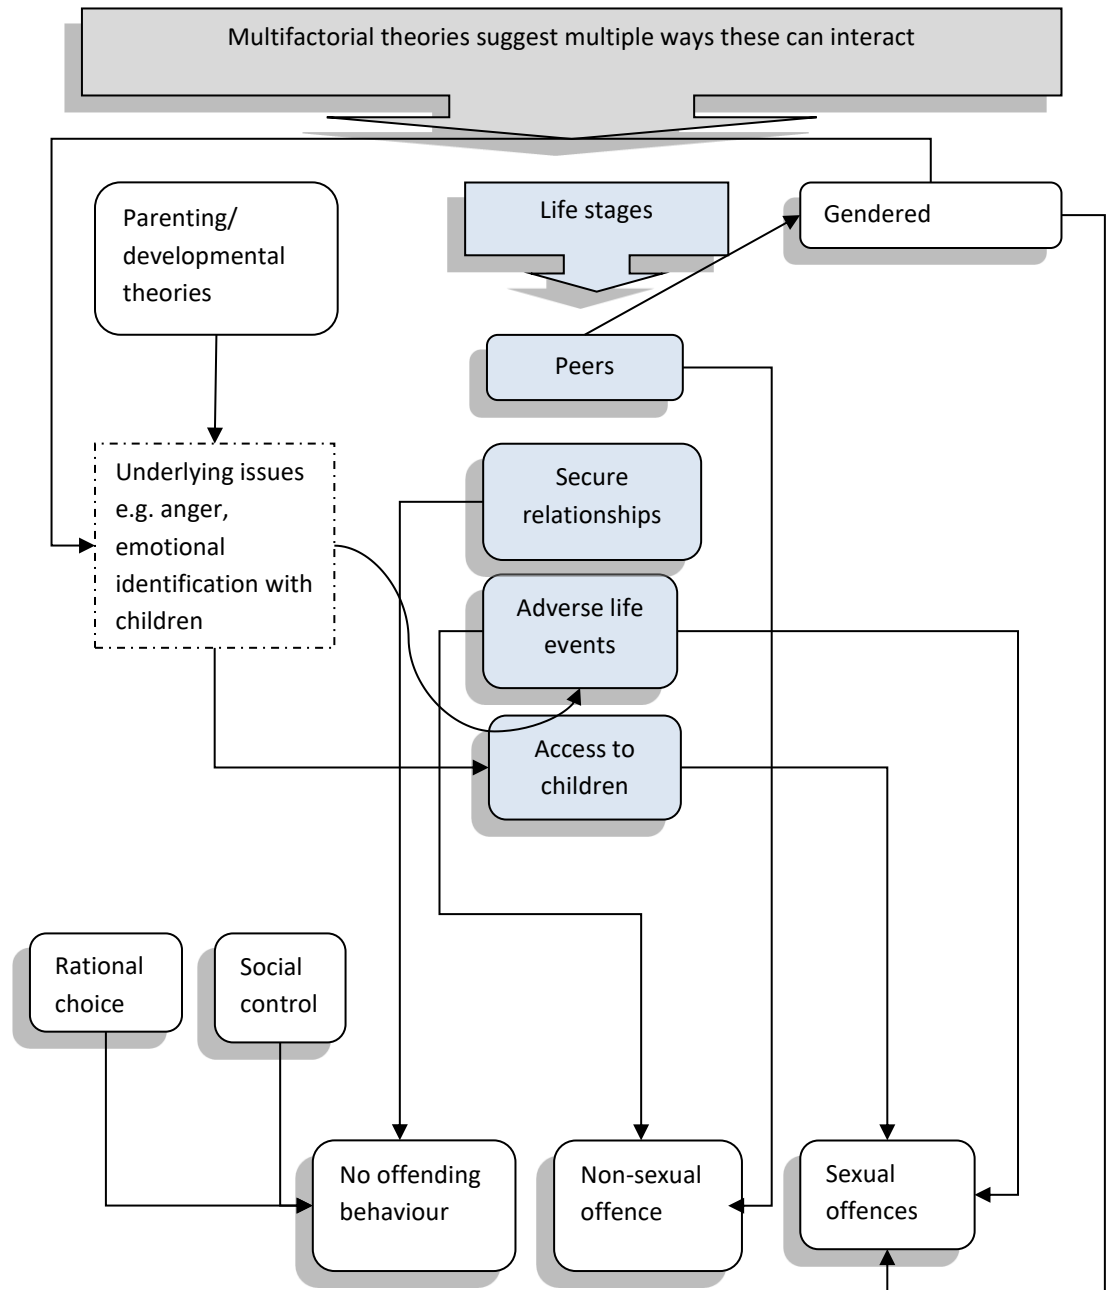 Multifactorial theories suggest multiple ways these can interact
Parenting/
developmental
theories
Life stages
Gendered
Peers
Underlying issues
e.g. anger,
emotional
identification with
children
Secure
relationships
Adverse life
events
Access to
children
Rational
choice
Social
control
No offending
behaviour
Non-sexual
offence
Sexual
offences